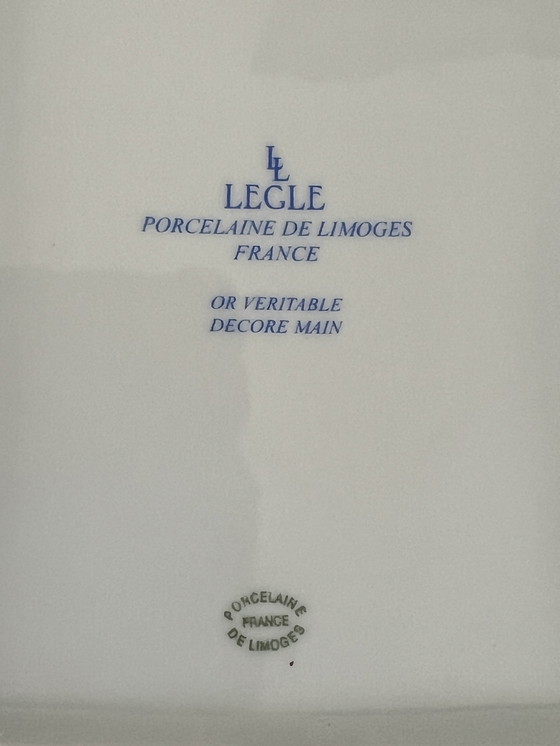 LL
LEGLE
PORCELAINE DE LIMOGES
FRANCE
OR VERITABLE
DECORE MAIN
PORCELAINE
FRANCE
DE LIMOGES